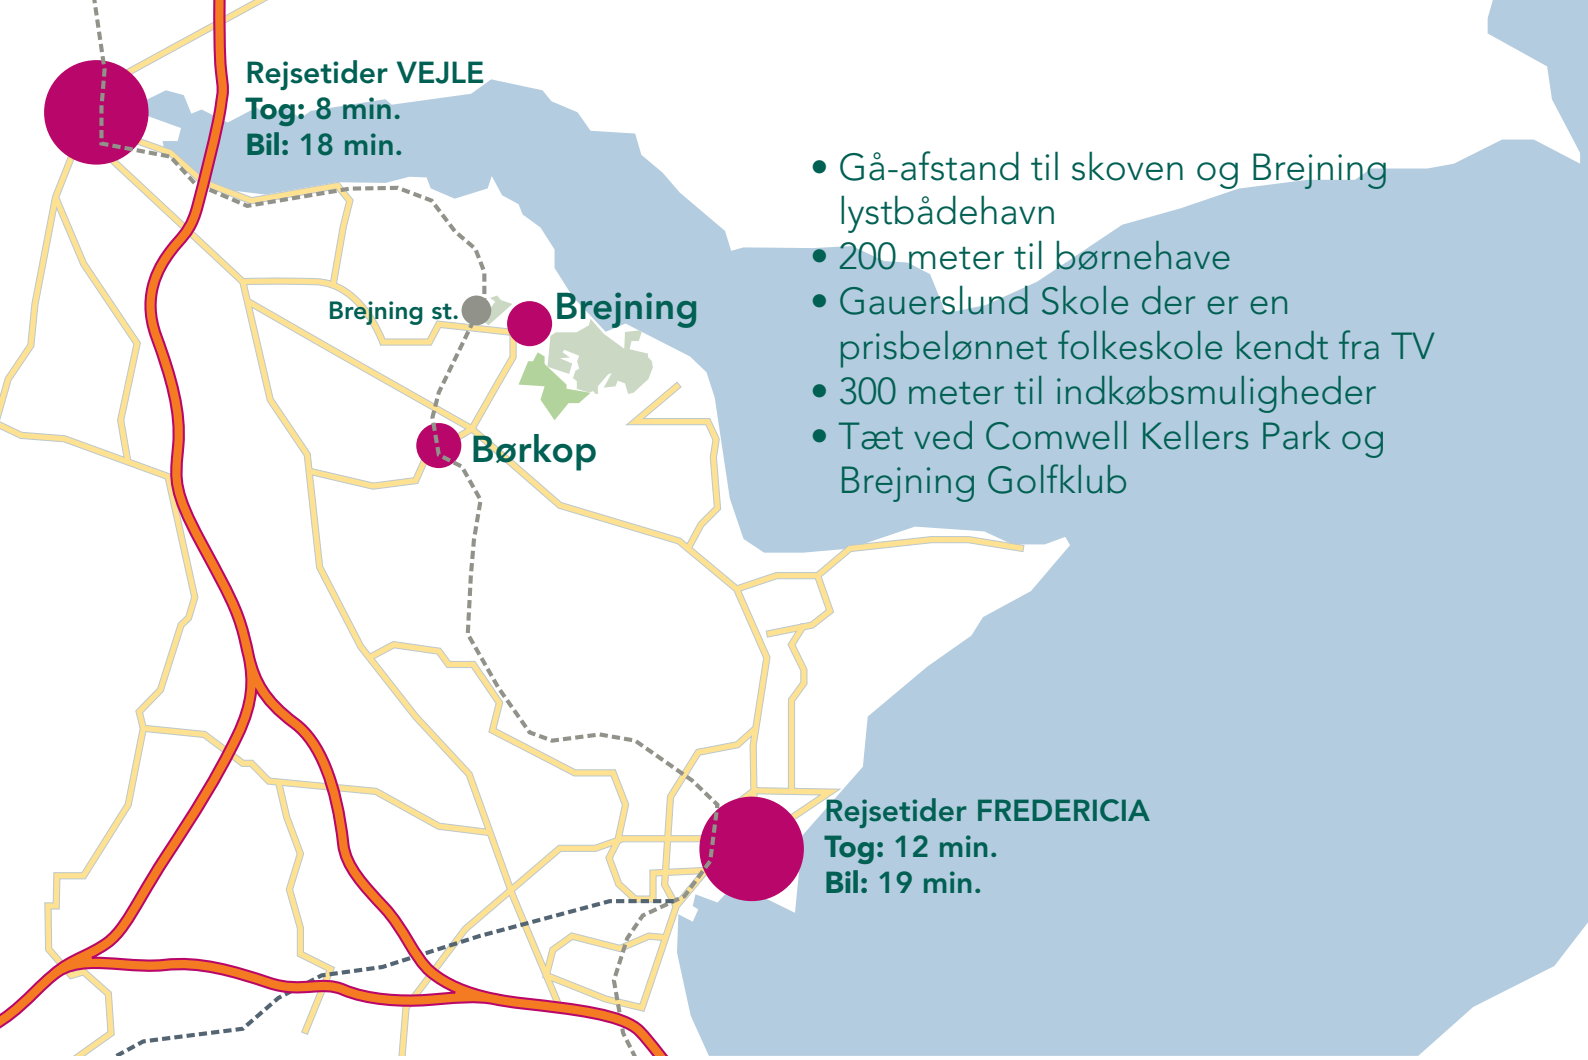 Rejsetider VEJLE
Tog: 8 min.
Bil: 18 min.
• Gå-afstand til skoven og Brejning
lystbådehavn
• 200 meter til børnehave
• Gauerslund Skole der er en
prisbelønnet folkeskole kendt fra TV
• 300 meter til indkøbsmuligheder
• Tæt ved Comwell Kellers Park og
Brejning Golfklub
Brejning st.
Brejning
Børkop
Rejsetider FREDERICIA
Tog: 12 min.
Bil: 19 min.